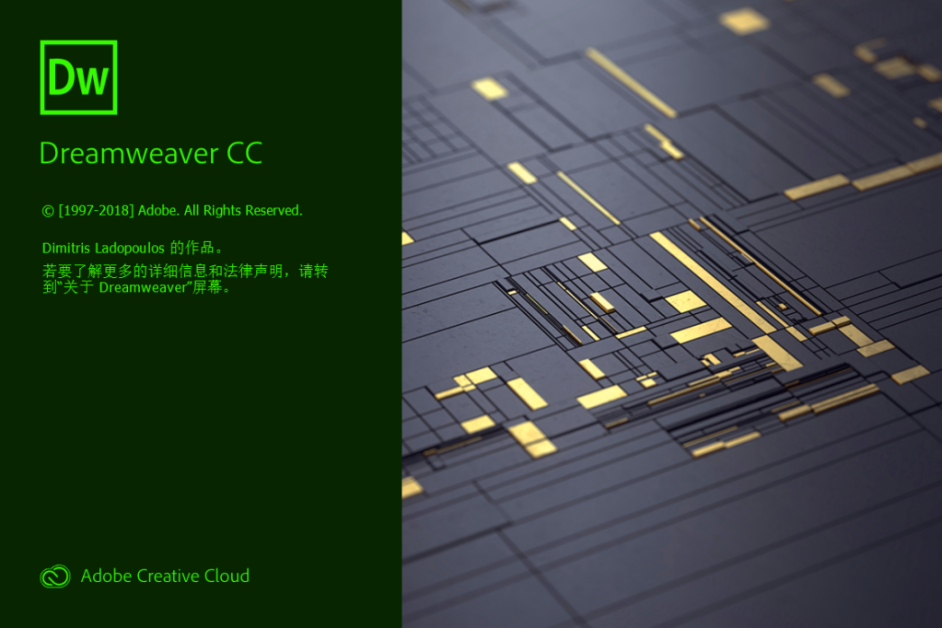 Dw
Dreamweaver CC
© [1997-2018] Adobe. All Rights Reserved.
Dimitris Ladopoulos 的作品。
若要了解更多的详细信息和法律声明，请转
到“关于 Dreamweaver”屏幕。
Adobe Creative Cloud